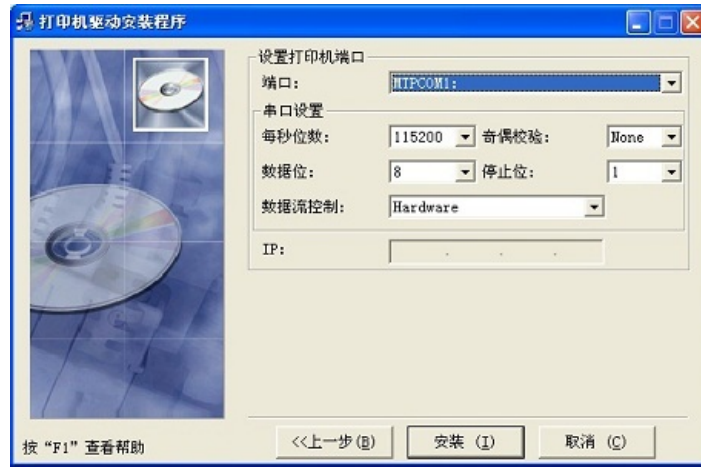 打印机驱动安装程序
设置打印机端口
端口: MTPCOM1:
串口设置
每秒位数: 115200 奇偶校验: None
数据位: 8 停止位: 1
数据流控制: Hardware
IP: . . .
按 “F1” 查看帮助 <<上一步(B) 安装 (I) 取消 (C)